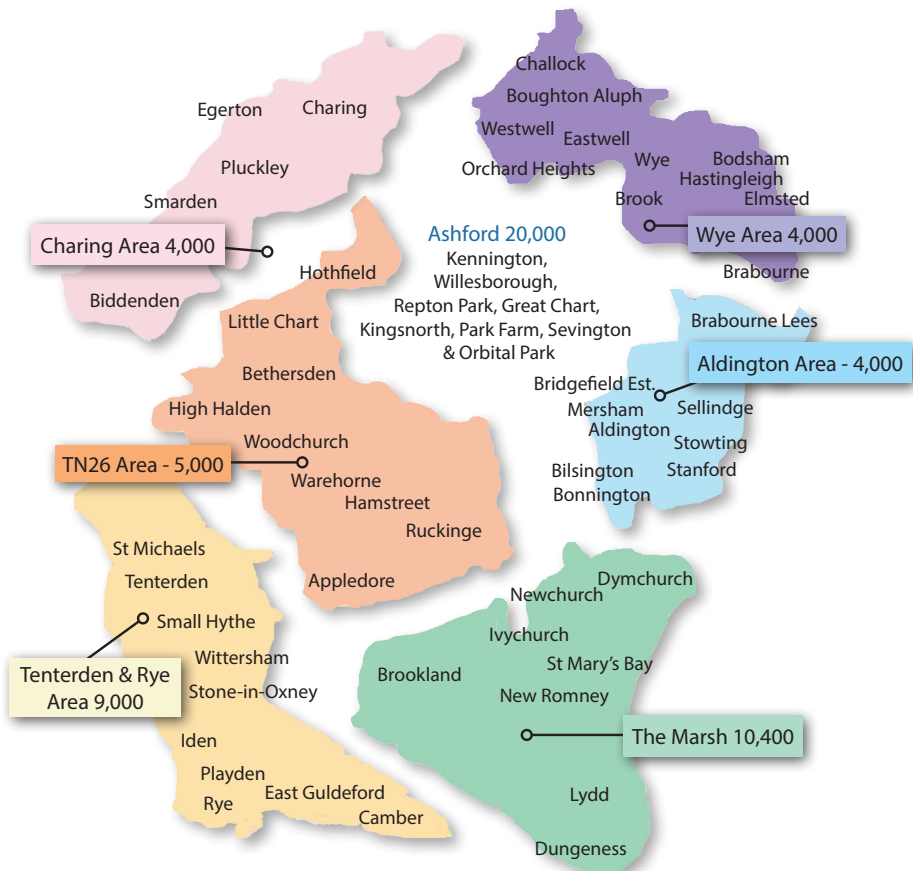 Challock
Boughton Aluph
Egerton
Charing
Westwell
Eastwell
Wye
Bodsham
Pluckley
Orchard Heights
Hastingleigh
Smarden
Brook
Elmsted
Charing Area 4,000
Ashford 20,000
Wye Area 4,000
Kennington,
Willesborough,
Repton Park, Great Chart,
Kingsnorth, Park Farm, Sevington
& Orbital Park
Hothfield
Brabourne
Biddenden
Little Chart
Brabourne Lees
Bethersden
Aldington Area - 4,000
Bridgefield Est.
High Halden
Mersham
Sellindge
Aldington
Woodchurch
Stowting
TN26 Area - 5,000
Bilsington
Stanford
Warehorne
Bonnington
Hamstreet
Ruckinge
St Michaels
Tenterden
Appledore
Dymchurch
Newchurch
Small Hythe
Ivychurch
Wittersham
St Mary's Bay
Tenterden & Rye
Area 9,000
Brookland
Stone-in-Oxney
New Romney
Iden
The Marsh 10,400
Playden
East Guldeford
Rye
Camber
Lydd
Dungeness